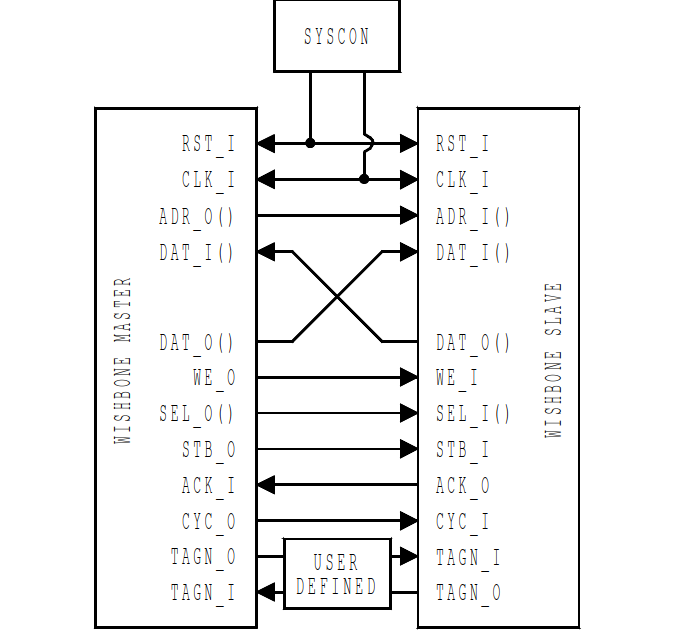 SYSCON
RST_I RST_I
CLK_I CLK_I
ADR_O() ADR_I()
DAT_I() DAT_I()
WISHBONE MASTER
WISHBONE SLAVE
DAT_O() DAT_O()
WE_O WE_I
SEL_O() SEL_I()
STB_O STB_I
ACK_I ACK_O
CYC_O CYC_I
TAGN_O TAGN_I
USER
DEFINED
TAGN_I TAGN_O